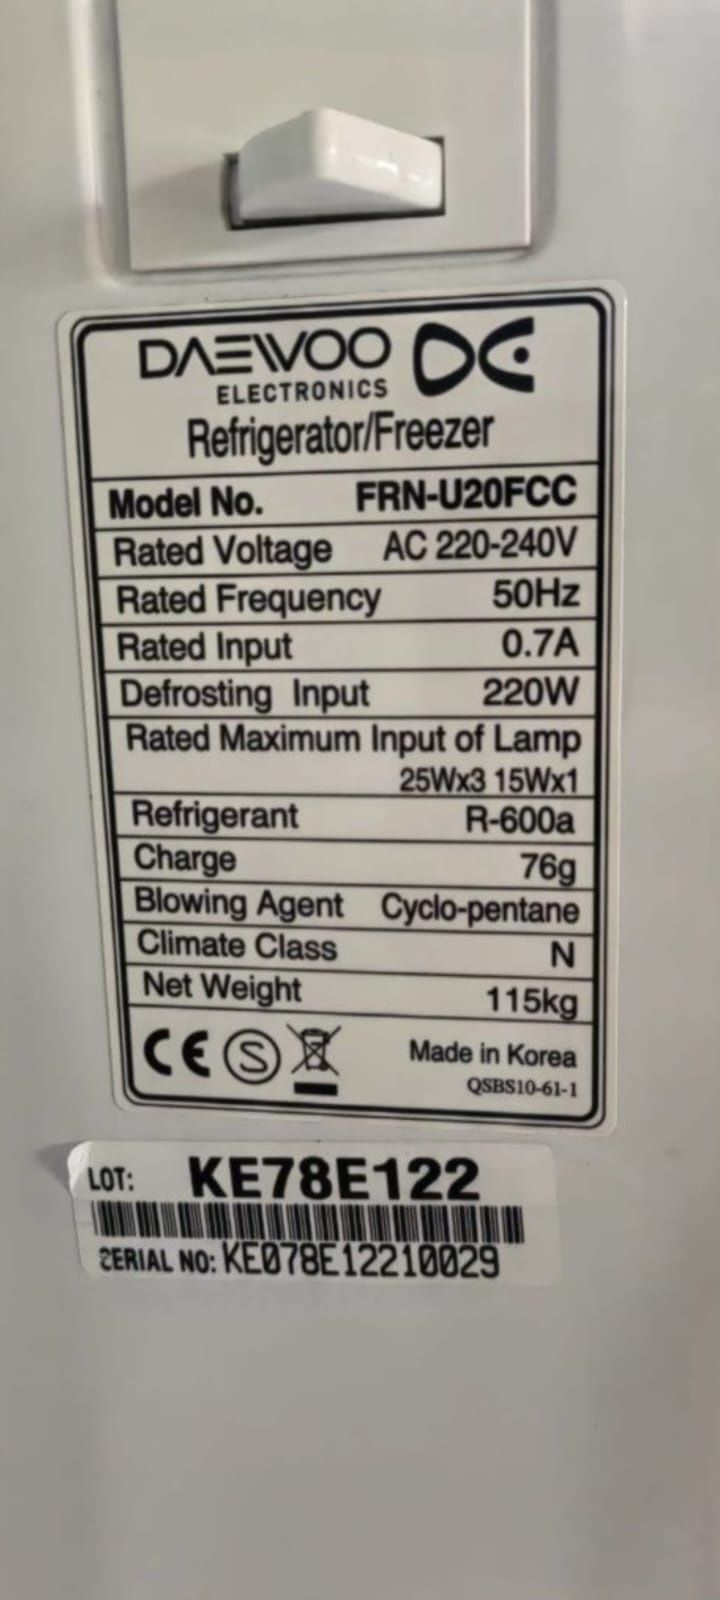 DAEWOO
ELECTRONICS
Refrigerator/Freezer
Model No. FRN-U20FCC
Rated Voltage AC 220-240V
Rated Frequency 50Hz
Rated Input 0.7A
Defrosting Input 220W
Rated Maximum Input of Lamp
25Wx3 15Wx1
Refrigerant R-600a
Charge 76g
Blowing Agent Cyclo-pentane
Climate Class N
Net Weight 115kg
CE S Made in Korea
QSBS10-61-1
LOT: KE78E122
SERIAL NO: KE078E12210029